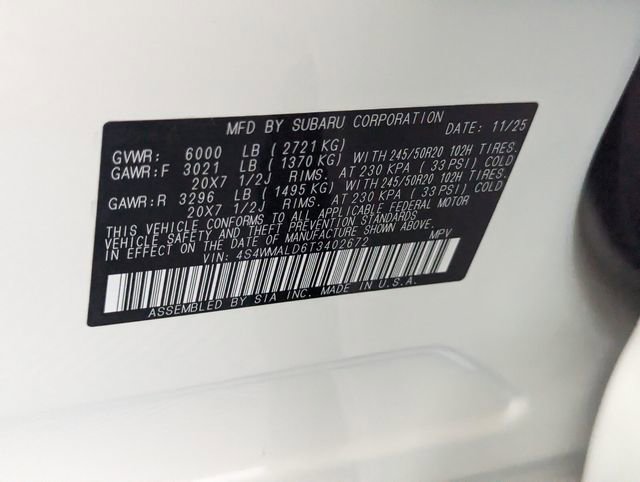 MFD BY SUBARU CORPORATION DATE: 11/25
GVWR: 6000 LB ( 2721 KG)
GAWR:F 3021 LB ( 1370 KG) WITH 245/50R20 102H TIRES.
20X7 1/2J RIMS. AT 230 KPA ( 33 PSI) COLD
GAWR:R 3296 LB ( 1495 KG) WITH 245/50R20 102H TIRES.
20X7 1/2J RIMS. AT 230 KPA ( 33 PSI) COLD
THIS VEHICLE CONFORMS TO ALL APPLICABLE FEDERAL MOTOR
VEHICLE SAFETY AND THEFT PREVENTION STANDARDS
IN EFFECT ON THE DATE OF MANUFACTURE SHOWN ABOVE.
VIN: 4S4WMALD6T3402672 MPV
ASSEMBLED BY SIA INC. MADE IN U.S.A.